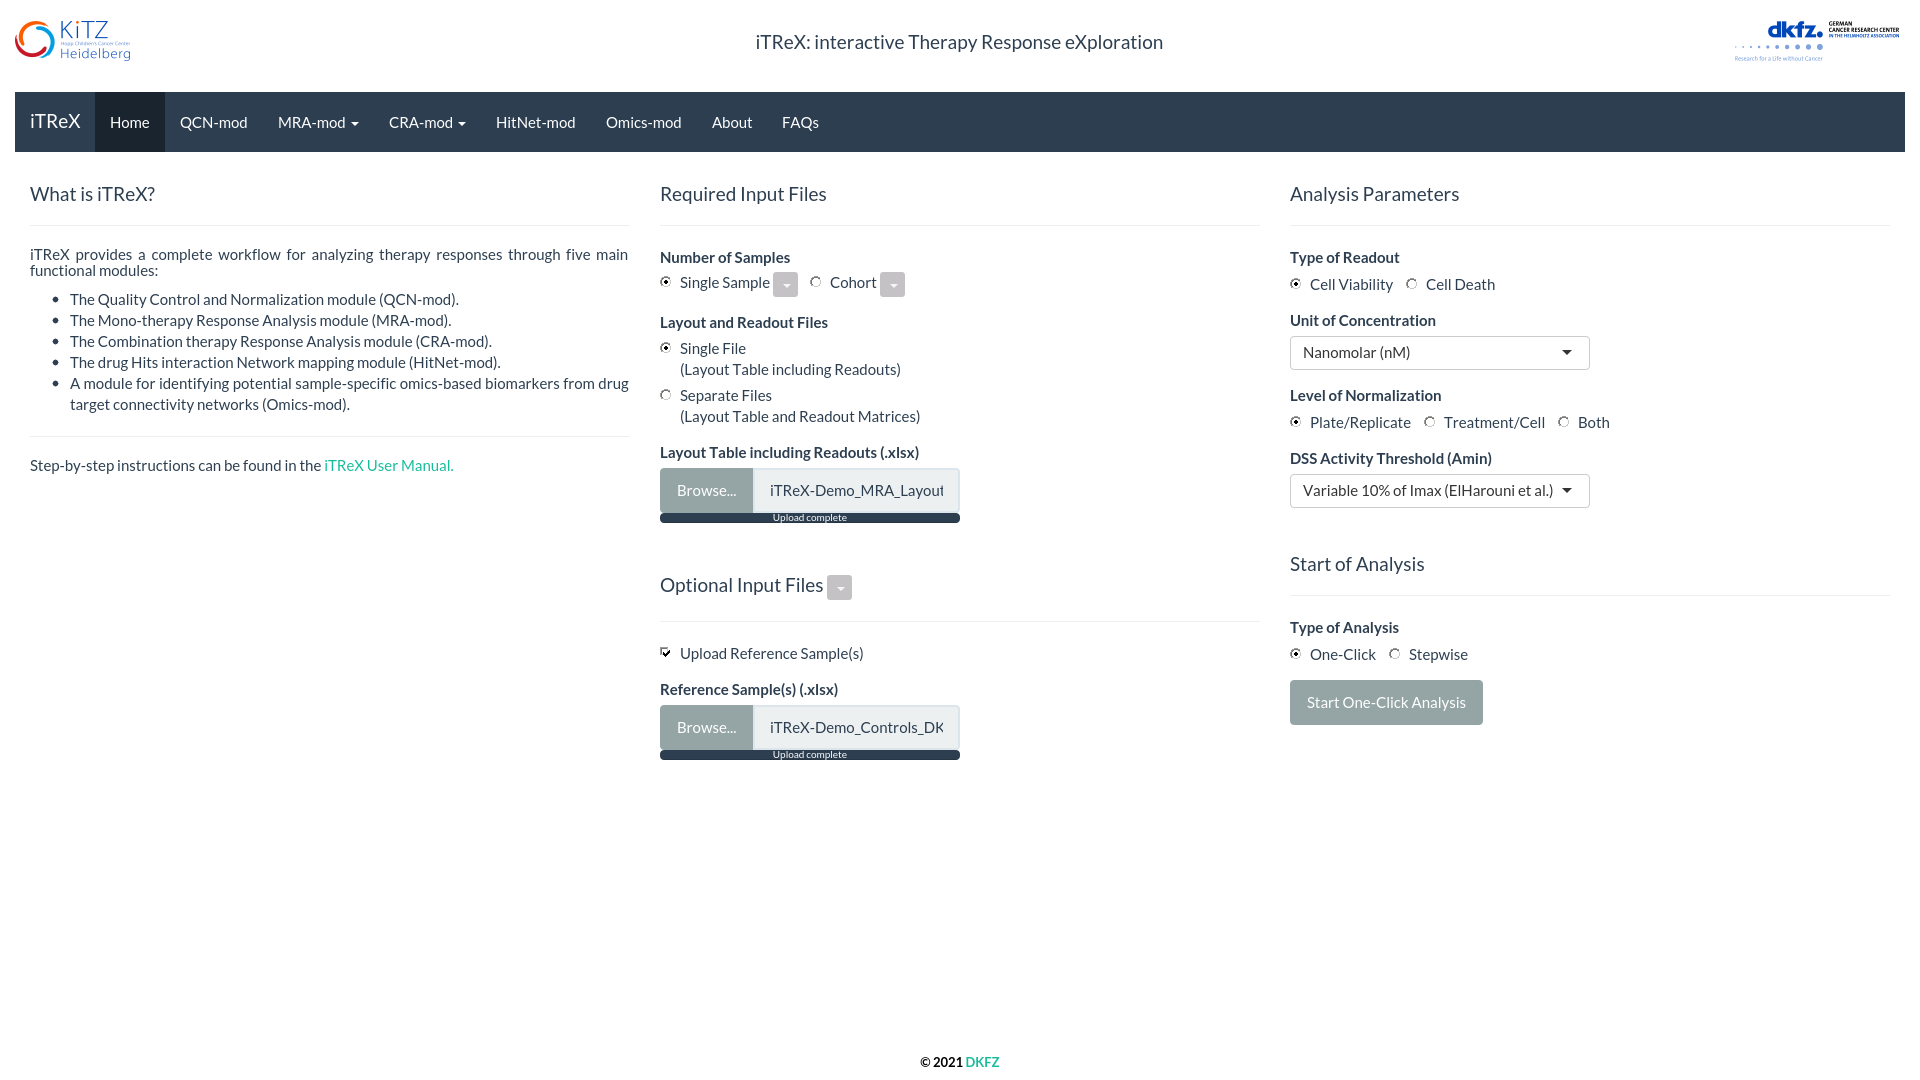 KiTZ
Hopp Children's Cancer Center
Heidelberg
iTReX: interactive Therapy Response eXploration
dkfz.
GERMAN
CANCER RESEARCH CENTER
IN THE HELMHOLTZ ASSOCIATION
Research for a Life without Cancer
iTReX Home QCN-mod MRA-mod CRA-mod HitNet-mod Omics-mod About FAQs
What is iTReX?
iTReX provides a complete workflow for analyzing therapy responses through five main
functional modules:
• The Quality Control and Normalization module (QCN-mod).
• The Mono-therapy Response Analysis module (MRA-mod).
• The Combination therapy Response Analysis module (CRA-mod).
• The drug Hits interaction Network mapping module (HitNet-mod).
• A module for identifying potential sample-specific omics-based biomarkers from drug
target connectivity networks (Omics-mod).
Step-by-step instructions can be found in the iTReX User Manual.
Required Input Files
Number of Samples
Single Sample Cohort
Layout and Readout Files
Single File
(Layout Table including Readouts)
Separate Files
(Layout Table and Readout Matrices)
Layout Table including Readouts (.xlsx)
Browse... iTReX-Demo_MRA_Layout
Upload complete
Optional Input Files
Upload Reference Sample(s)
Reference Sample(s) (.xlsx)
Browse... iTReX-Demo_Controls_DK
Upload complete
Analysis Parameters
Type of Readout
Cell Viability Cell Death
Unit of Concentration
Nanomolar (nM)
Level of Normalization
Plate/Replicate Treatment/Cell Both
DSS Activity Threshold (Amin)
Variable 10% of Imax (ElHarouni et al.)
Start of Analysis
Type of Analysis
One-Click Stepwise
Start One-Click Analysis
© 2021 DKFZ